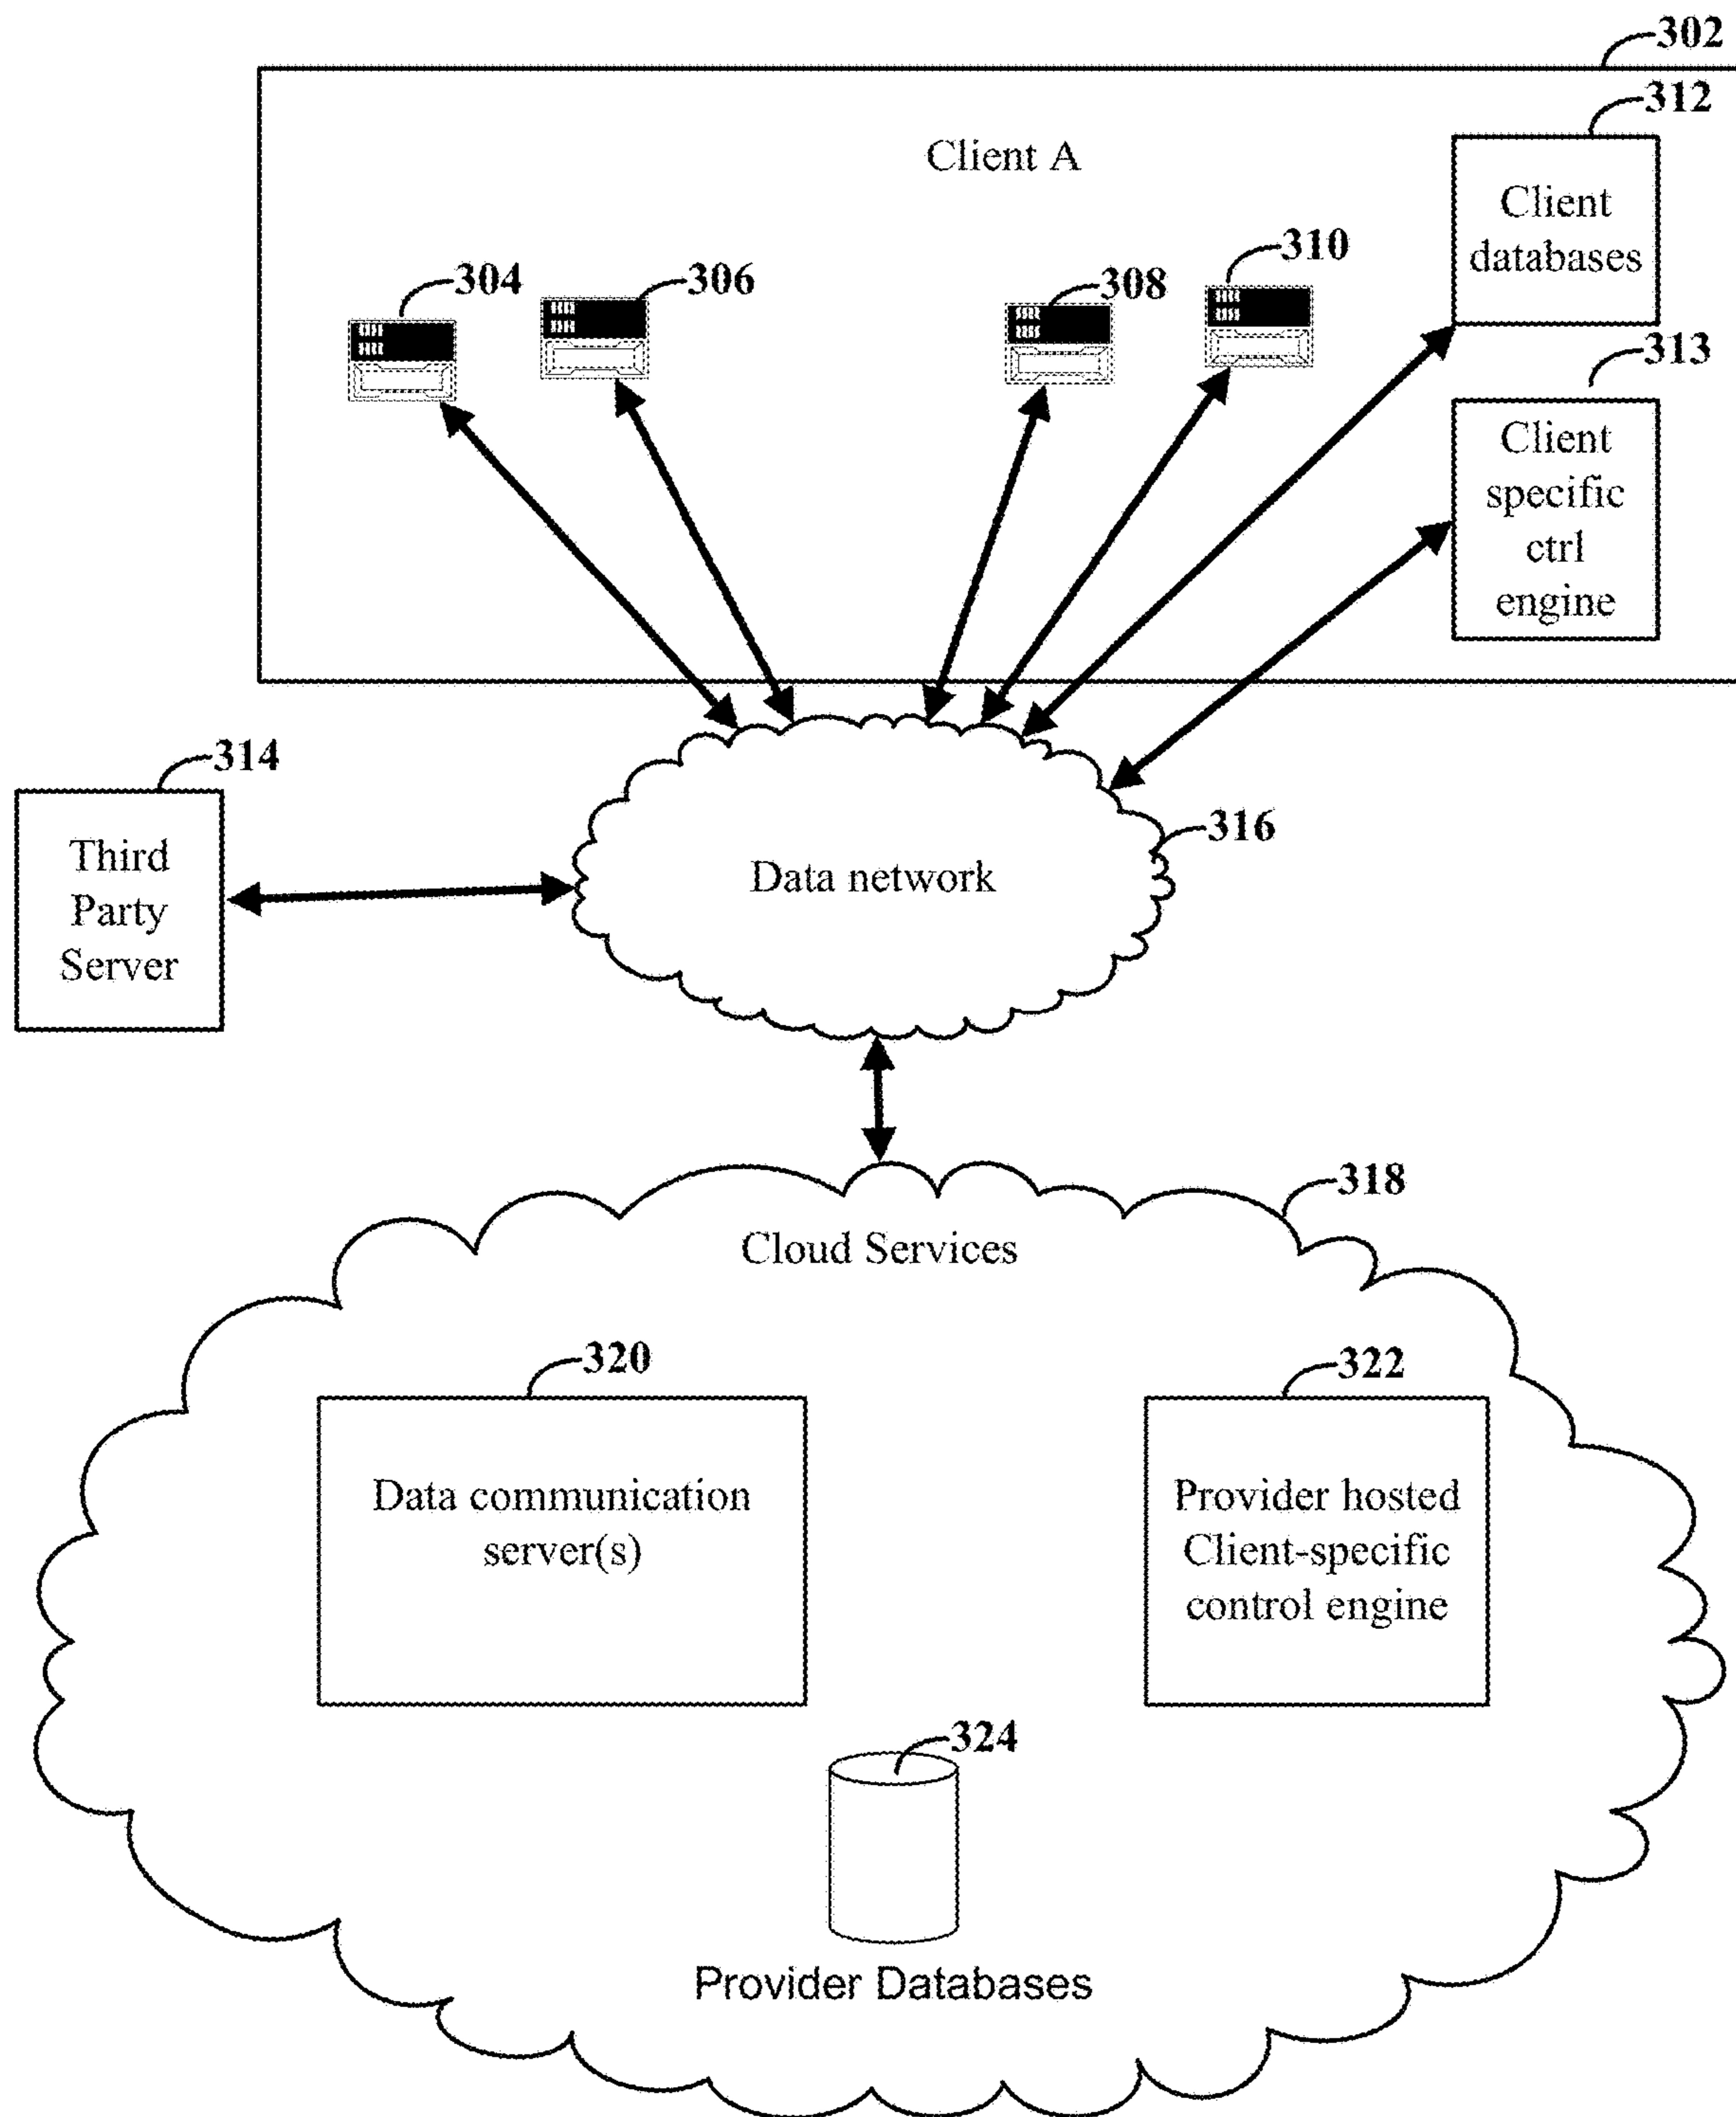 302
312
Client A
Client
databases
310
304
306
308
313
Client
specific
ctrl
engine
314
Third
Party
Server
316
Data network
318
Cloud Services
320
322
Data communication
server(s)
Provider hosted
Client-specific
control engine
324
Provider Databases